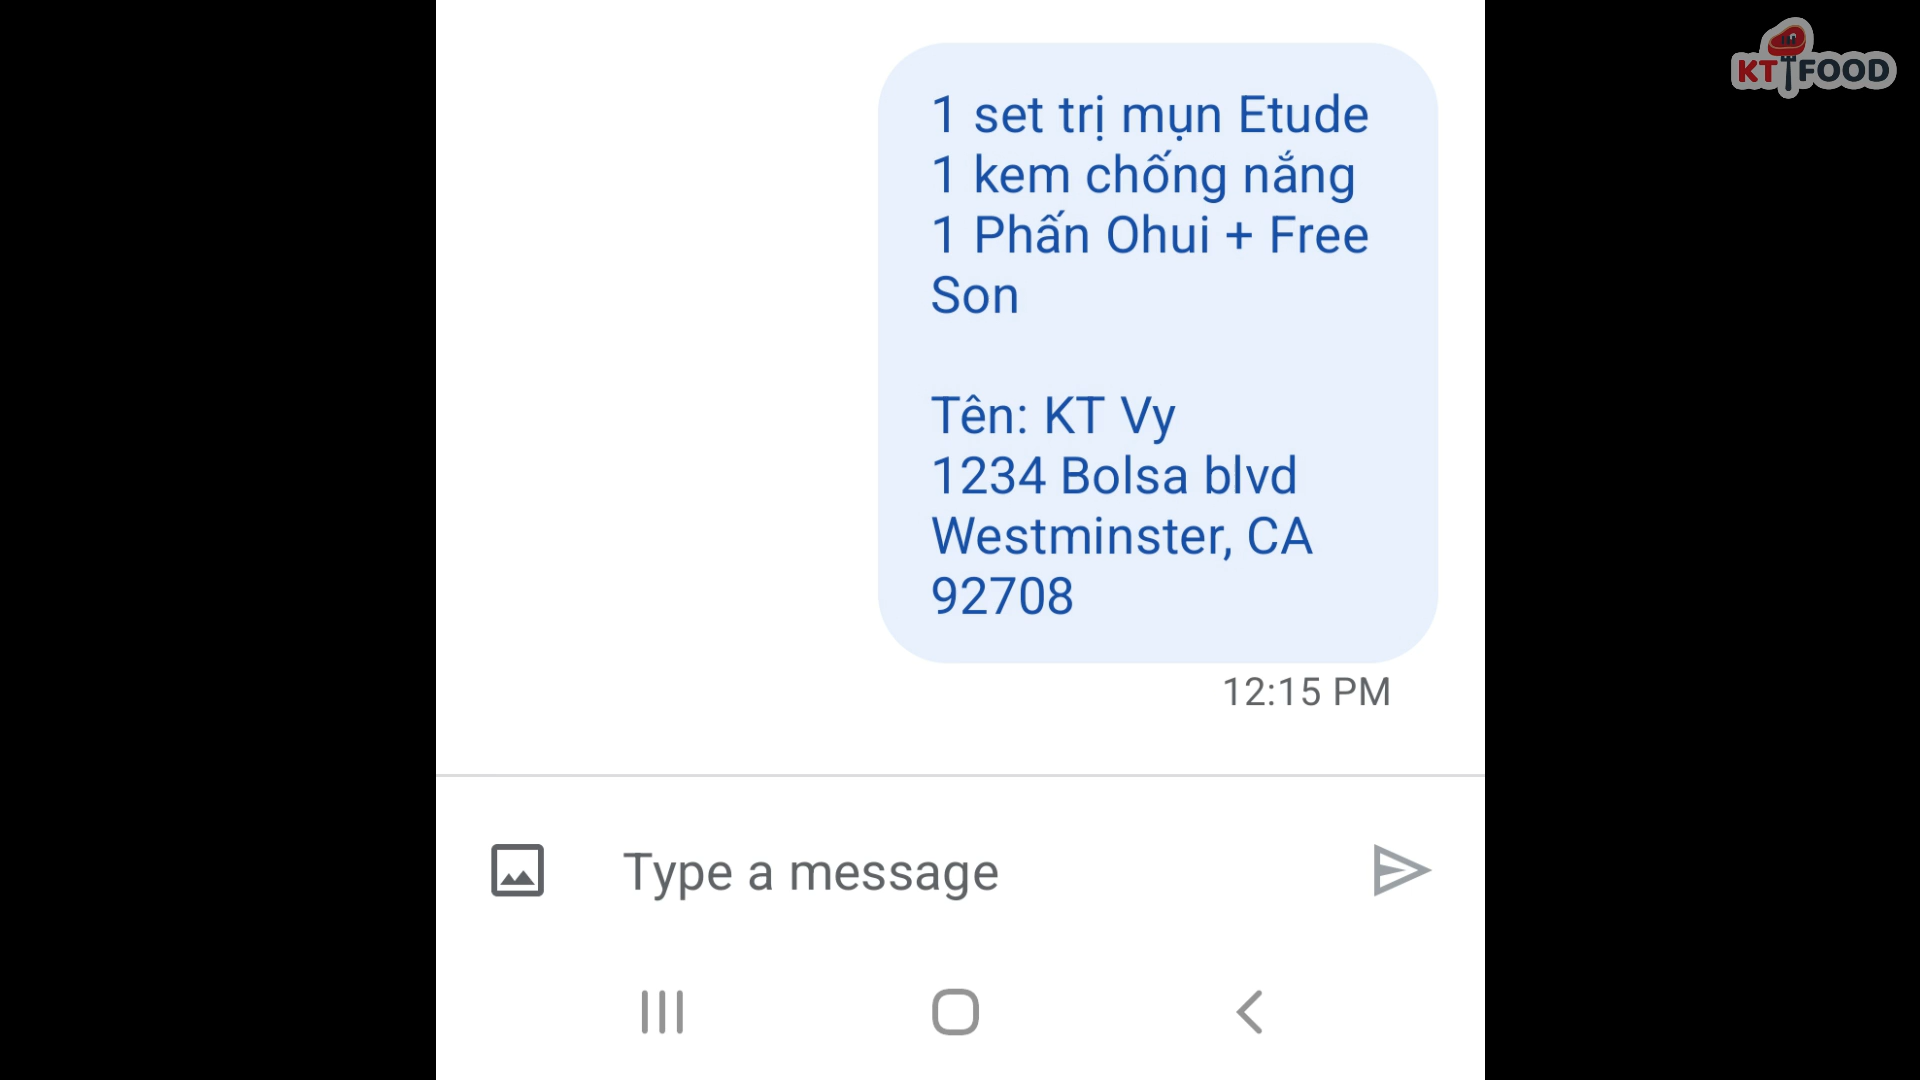 KT FOOD
1 set trị mụn Etude
1 kem chống nắng
1 Phấn Ohui + Free
Son
Tên: KT Vy
1234 Bolsa blvd
Westminster, CA
92708
12:15 PM
Type a message